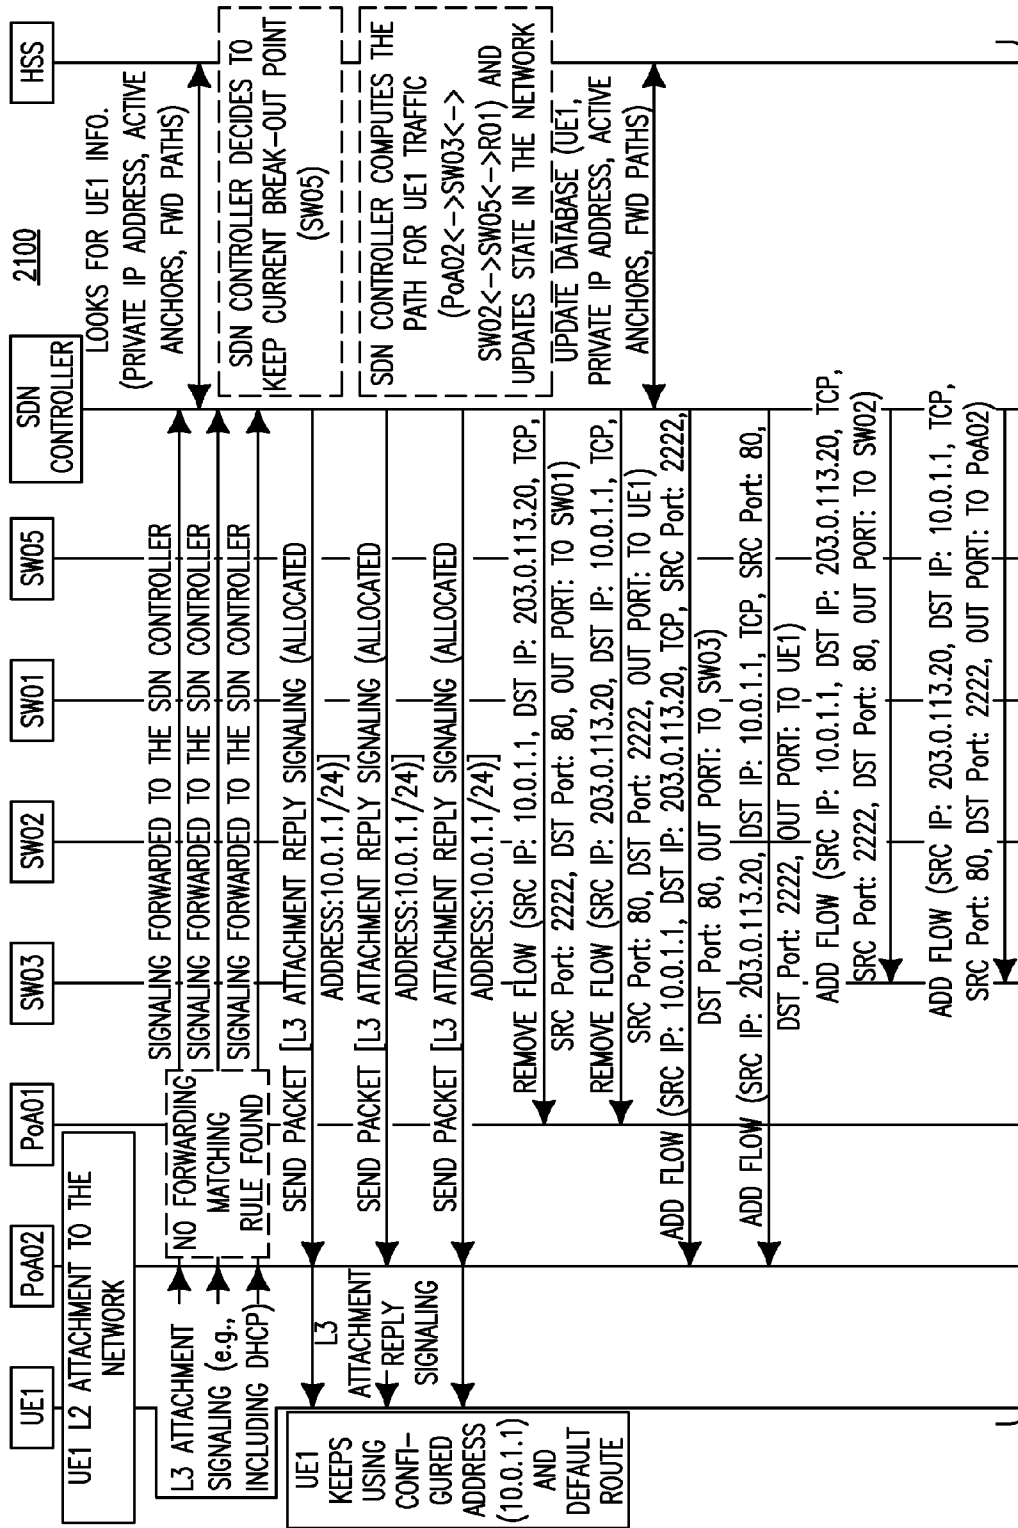 2100
UE1
PoA02
PoA01
SW03
SW02
SW01
SW05
SDN
CONTROLLER
HSS
UE1 L2 ATTACHMENT TO THE
NETWORK
L3 ATTACHMENT
SIGNALING (e.g.,
INCLUDING DHCP)
NO FORWARDING
MATCHING
RULE FOUND
SIGNALING FORWARDED TO THE SDN CONTROLLER
SIGNALING FORWARDED TO THE SDN CONTROLLER
SIGNALING FORWARDED TO THE SDN CONTROLLER
LOOKS FOR UE1 INFO.
(PRIVATE IP ADDRESS, ACTIVE
ANCHORS, FWD PATHS)
SDN CONTROLLER DECIDES TO
KEEP CURRENT BREAK-OUT POINT
(SW05)
SEND PACKET [L3 ATTACHMENT REPLY SIGNALING (ALLOCATED
ADDRESS:10.0.1.1/24)]
SEND PACKET [L3 ATTACHMENT REPLY SIGNALING (ALLOCATED
ADDRESS:10.0.1.1/24)]
SEND PACKET [L3 ATTACHMENT REPLY SIGNALING (ALLOCATED
ADDRESS:10.0.1.1/24)]
L3
ATTACHMENT
REPLY
SIGNALING
UE1
KEEPS
USING
CONFI-
GURED
ADDRESS
(10.0.1.1)
AND
DEFAULT
ROUTE
SDN CONTROLLER COMPUTES THE
PATH FOR UE1 TRAFFIC
(PoA02<->SW03<->
SW02<->SW05<->R01) AND
UPDATES STATE IN THE NETWORK
UPDATE DATABASE (UE1,
PRIVATE IP ADDRESS, ACTIVE
ANCHORS, FWD PATHS)
REMOVE FLOW (SRC IP: 10.0.1.1, DST IP: 203.0.113.20, TCP,
SRC Port: 2222, DST Port: 80, OUT PORT: TO SW01)
REMOVE FLOW (SRC IP: 203.0.113.20, DST IP: 10.0.1.1, TCP,
SRC Port: 80, DST Port: 2222, OUT PORT: TO UE1)
ADD FLOW (SRC IP: 10.0.1.1, DST IP: 203.0.113.20, TCP, SRC Port: 2222,
DST Port: 80, OUT PORT: TO SW03)
ADD FLOW (SRC IP: 203.0.113.20, DST IP: 10.0.1.1, TCP, SRC Port: 80,
DST Port: 2222, OUT PORT: TO UE1)
ADD FLOW (SRC IP: 10.0.1.1, DST IP: 203.0.113.20, TCP,
SRC Port: 2222, DST Port: 80, OUT PORT: TO SW02)
ADD FLOW (SRC IP: 203.0.113.20, DST IP: 10.0.1.1, TCP,
SRC Port: 80, DST Port: 2222, OUT PORT: TO PoA02)